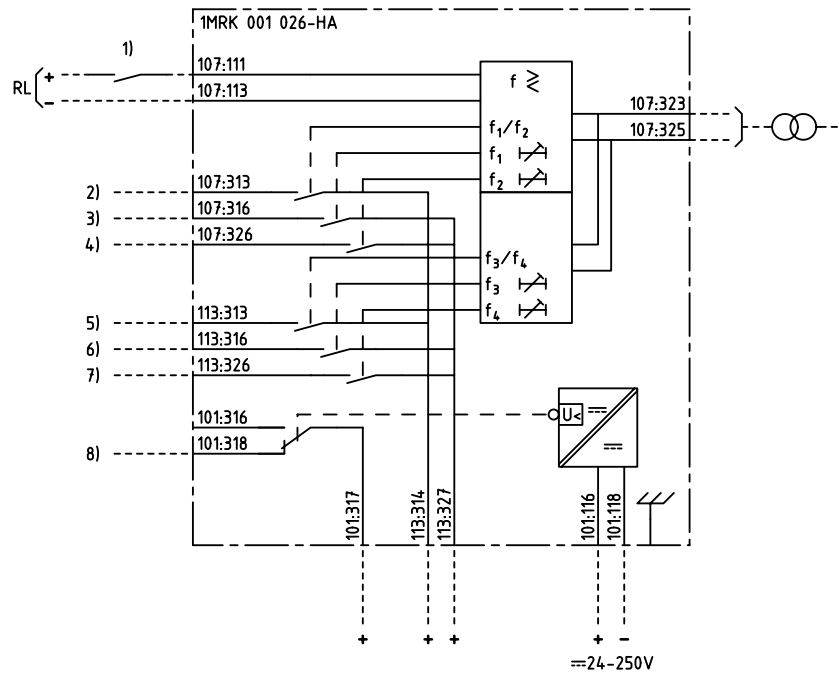 1MRK 001 026-HA
1)
107:111
RL
+
107:113
−
f ≷
107:323
107:325
f₁/f₂
f₁
f₂
2)
107:313
3)
107:316
4)
107:326
f₃/f₄
f₃
f₄
5)
113:313
6)
113:316
7)
113:326
101:316
8)
101:318
U<
101:317
113:314
113:327
101:116
101:118
+ + + + −
24-250V